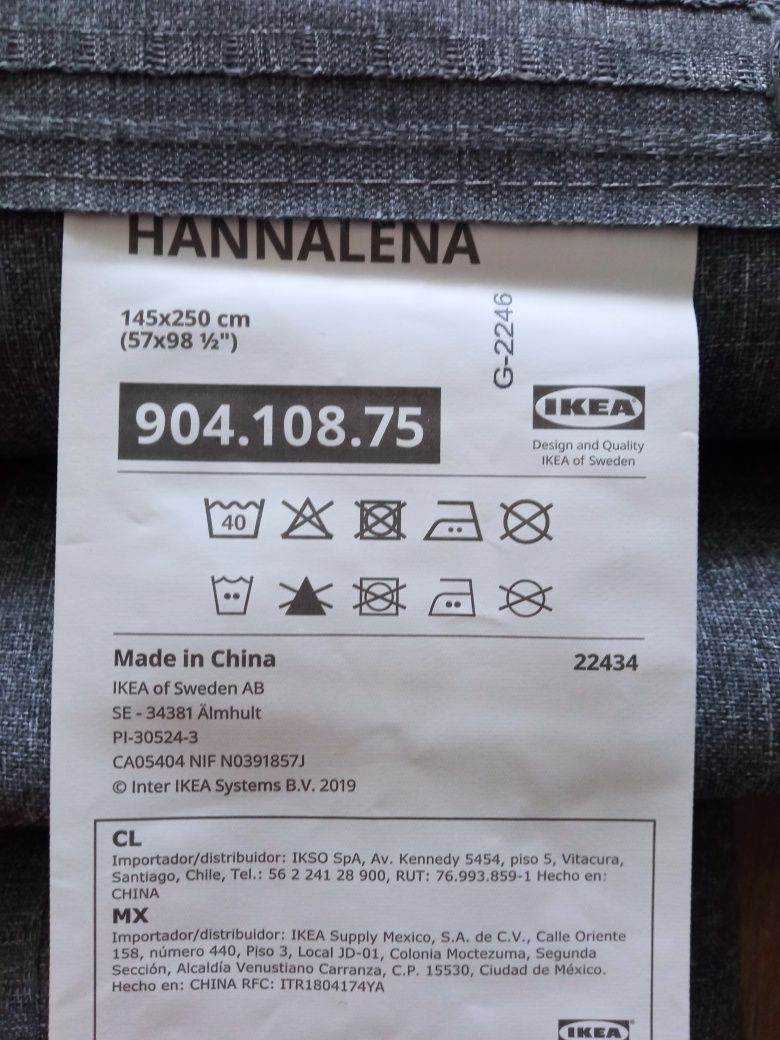 HANNALENA
145x250 cm
(57x98 ½")
G-2246
904.108.75
IKEA
Design and Quality
IKEA of Sweden
40
Made in China
22434
IKEA of Sweden AB
SE - 34381 Älmhult
PI-30524-3
CA05404 NIF N0391857J
© Inter IKEA Systems B.V. 2019
CL
Importador/distribuidor: IKSO SpA, Av. Kennedy 5454, piso 5, Vitacura,
Santiago, Chile, Tel.: 56 2 241 28 900, RUT: 76.993.859-1 Hecho en:
CHINA
MX
Importador/distribuidor: IKEA Supply Mexico, S.A. de C.V., Calle Oriente
158, número 440, Piso 3, Local JD-01, Colonia Moctezuma, Segunda
Sección, Alcaldía Venustiano Carranza, C.P. 15530, Ciudad de México.
Hecho en: CHINA RFC: ITR1804174YA
IKEA